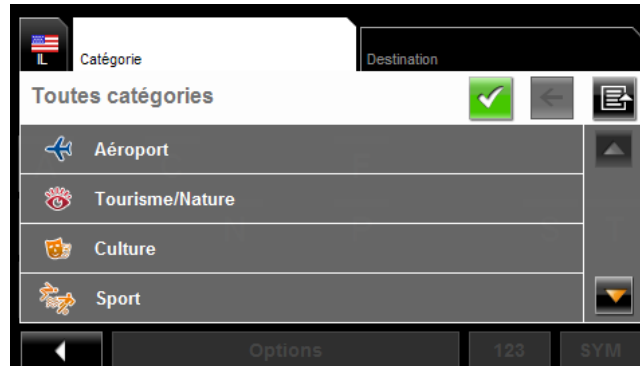 IL
Catégorie
Destination
Toutes catégories
Aéroport
Tourisme/Nature
Culture
Sport
Options
123
SYM